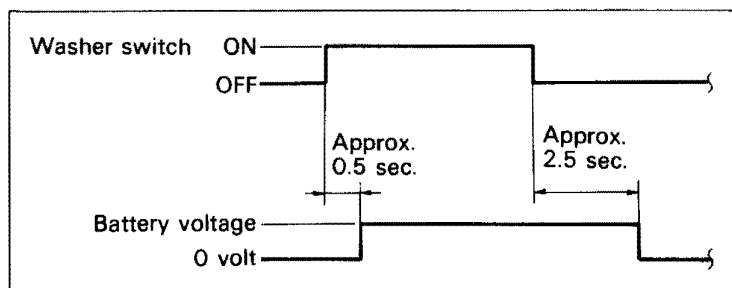 Washer switch ON
OFF
Approx.
0.5 sec.
Approx.
2.5 sec.
Battery voltage
0 volt